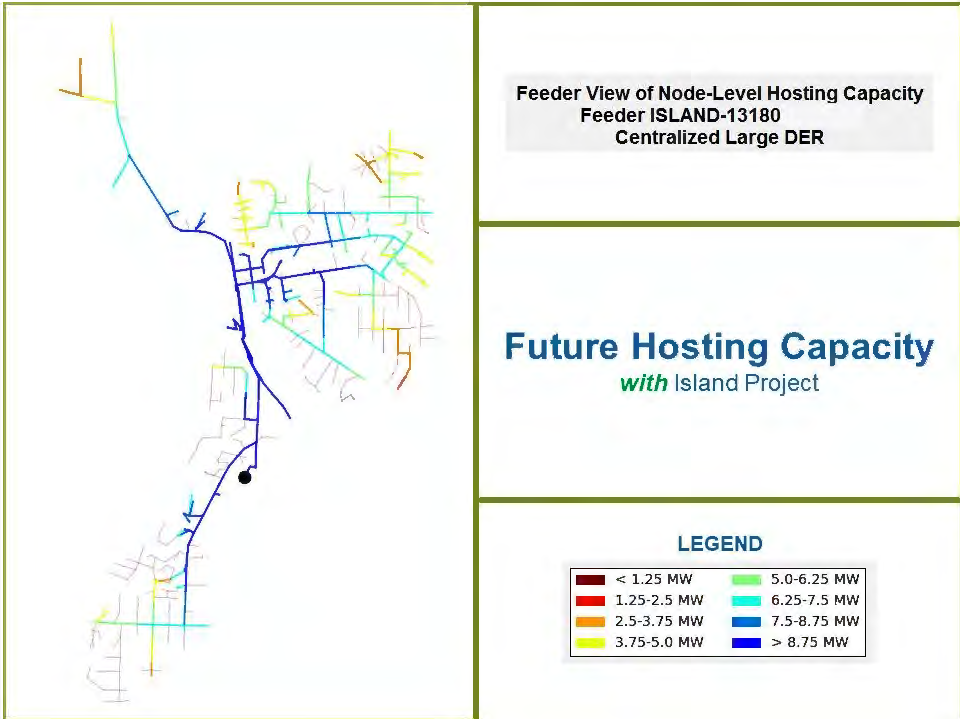 Feeder View of Node-Level Hosting Capacity
Feeder ISLAND-13180
Centralized Large DER
Future Hosting Capacity
with Island Project
LEGEND
< 1.25 MW
1.25-2.5 MW
2.5-3.75 MW
3.75-5.0 MW
5.0-6.25 MW
6.25-7.5 MW
7.5-8.75 MW
> 8.75 MW